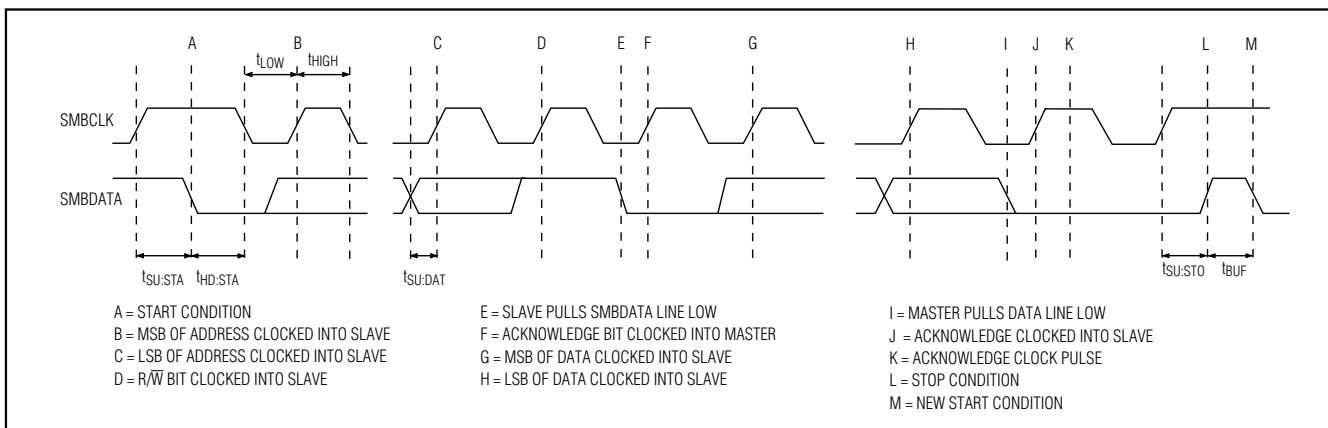 A B C D E F G H I J K L M
tLOW tHIGH
SMBCLK
SMBDATA
tSU:STA tHD:STA tSU:DAT tSU:STO tBUF
A = START CONDITION
B = MSB OF ADDRESS CLOCKED INTO SLAVE
C = LSB OF ADDRESS CLOCKED INTO SLAVE
D = R/W̅ BIT CLOCKED INTO SLAVE
E = SLAVE PULLS SMBDATA LINE LOW
F = ACKNOWLEDGE BIT CLOCKED INTO MASTER
G = MSB OF DATA CLOCKED INTO SLAVE
H = LSB OF DATA CLOCKED INTO SLAVE
I = MASTER PULLS DATA LINE LOW
J = ACKNOWLEDGE CLOCKED INTO SLAVE
K = ACKNOWLEDGE CLOCK PULSE
L = STOP CONDITION
M = NEW START CONDITION